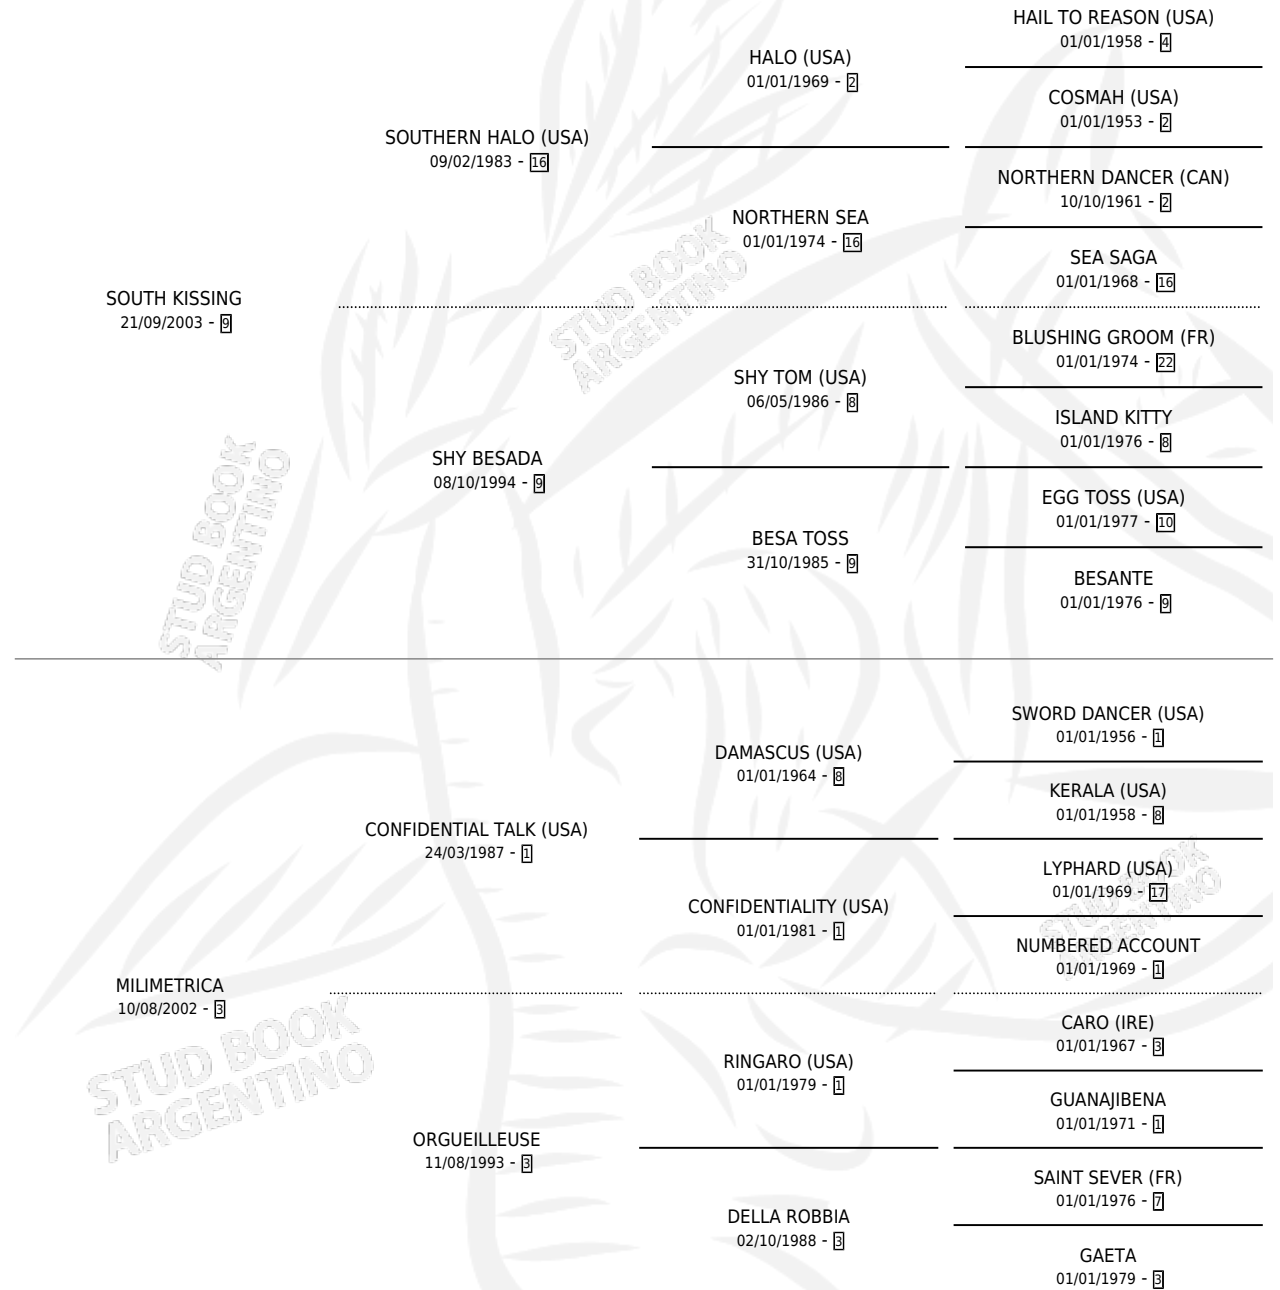 HAIL TO REASON (USA)
01/01/1958 - 4
HALO (USA)
01/01/1969 - 2
COSMAH (USA)
01/01/1953 - 2
SOUTHERN HALO (USA)
09/02/1983 - 16
NORTHERN DANCER (CAN)
10/10/1961 - 2
NORTHERN SEA
01/01/1974 - 16
SEA SAGA
01/01/1968 - 16
SOUTH KISSING
21/09/2003 - 9
BLUSHING GROOM (FR)
01/01/1974 - 22
SHY TOM (USA)
06/05/1986 - 8
ISLAND KITTY
01/01/1976 - 8
SHY BESADA
08/10/1994 - 9
EGG TOSS (USA)
01/01/1977 - 10
BESA TOSS
31/10/1985 - 9
BESANTE
01/01/1976 - 9
STUD BOOK
ARGENTINO
STUD BOOK
ARGENTINO
SWORD DANCER (USA)
01/01/1956 - 1
DAMASCUS (USA)
01/01/1964 - 8
KERALA (USA)
01/01/1958 - 8
CONFIDENTIAL TALK (USA)
24/03/1987 - 1
LYPHARD (USA)
01/01/1969 - 17
CONFIDENTIALITY (USA)
01/01/1981 - 1
NUMBERED ACCOUNT
01/01/1969 - 1
STUD BOOK
ARGENTINO
MILIMETRICA
10/08/2002 - 3
CARO (IRE)
01/01/1967 - 3
RINGARO (USA)
01/01/1979 - 1
GUANAJIBENA
01/01/1971 - 1
STUD BOOK
ARGENTINO
ORGUEILLEUSE
11/08/1993 - 3
SAINT SEVER (FR)
01/01/1976 - 7
DELLA ROBBIA
02/10/1988 - 3
GAETA
01/01/1979 - 3